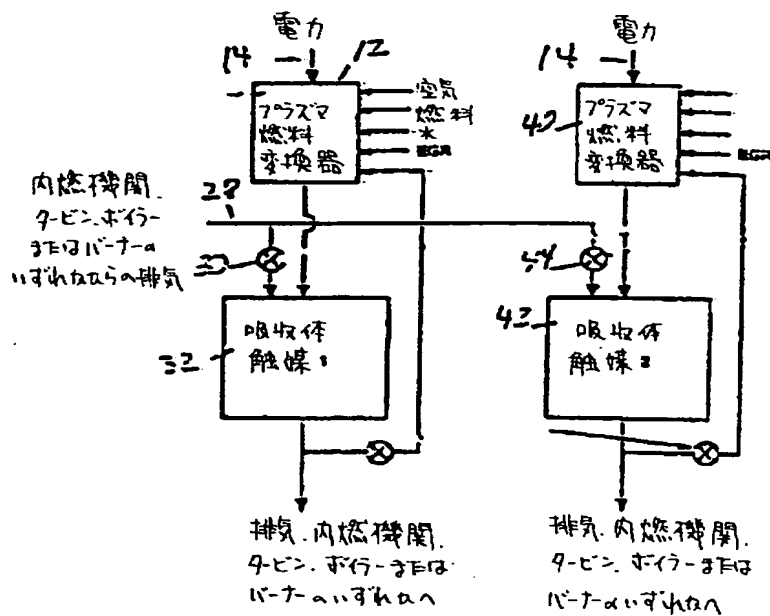 電力
14
12
プラズマ
燃料
変換器
空気
燃料
水
EGR
電力
14
42
プラズマ
燃料
変換器
EGR
28
内燃機関.
タービン. ボイラー
またはバーナーの
いずれかからの排気
54
吸収体
触媒1
32
吸収体
触媒2
43
排気. 内燃機関.
タービン. ボイラーまたは
バーナーのいずれかへ
排気. 内燃機関.
タービン. ボイラーまたは
バーナーのいずれかへ